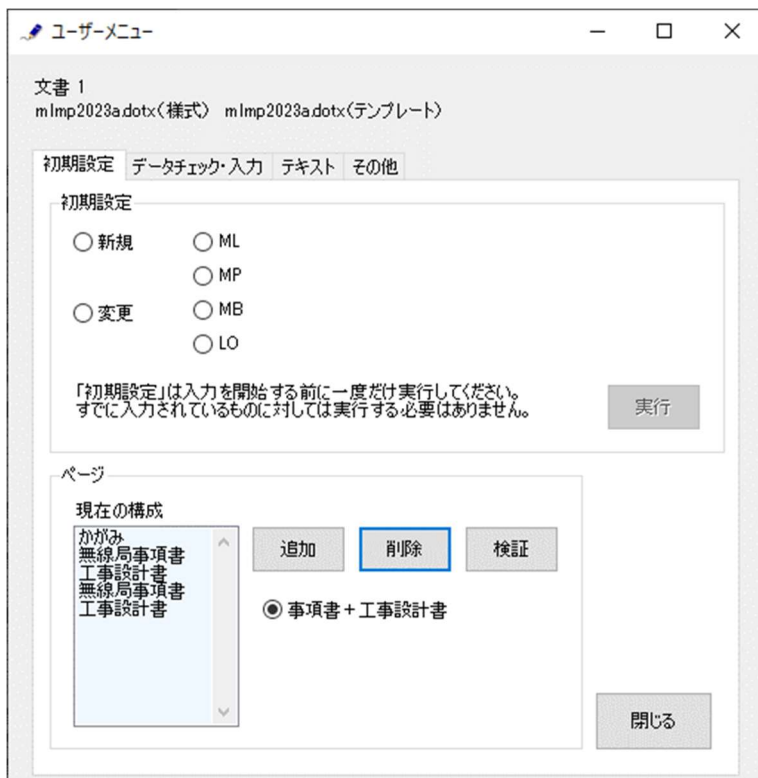 ユーザーメニュー
文書 1
mlmp2023a.dotx(様式) mlmp2023a.dotx(テンプレート)
初期設定 データチェック・入力 テキスト その他
初期設定
新規 ML
MP
変更 MB
LO
「初期設定」は入力を開始する前に一度だけ実行してください。
すでに入力されているものに対しては実行する必要はありません。
実行
ページ
現在の構成
かがみ
無線局事項書
工事設計書
無線局事項書
工事設計書
追加 削除 検証
事項書+工事設計書
閉じる